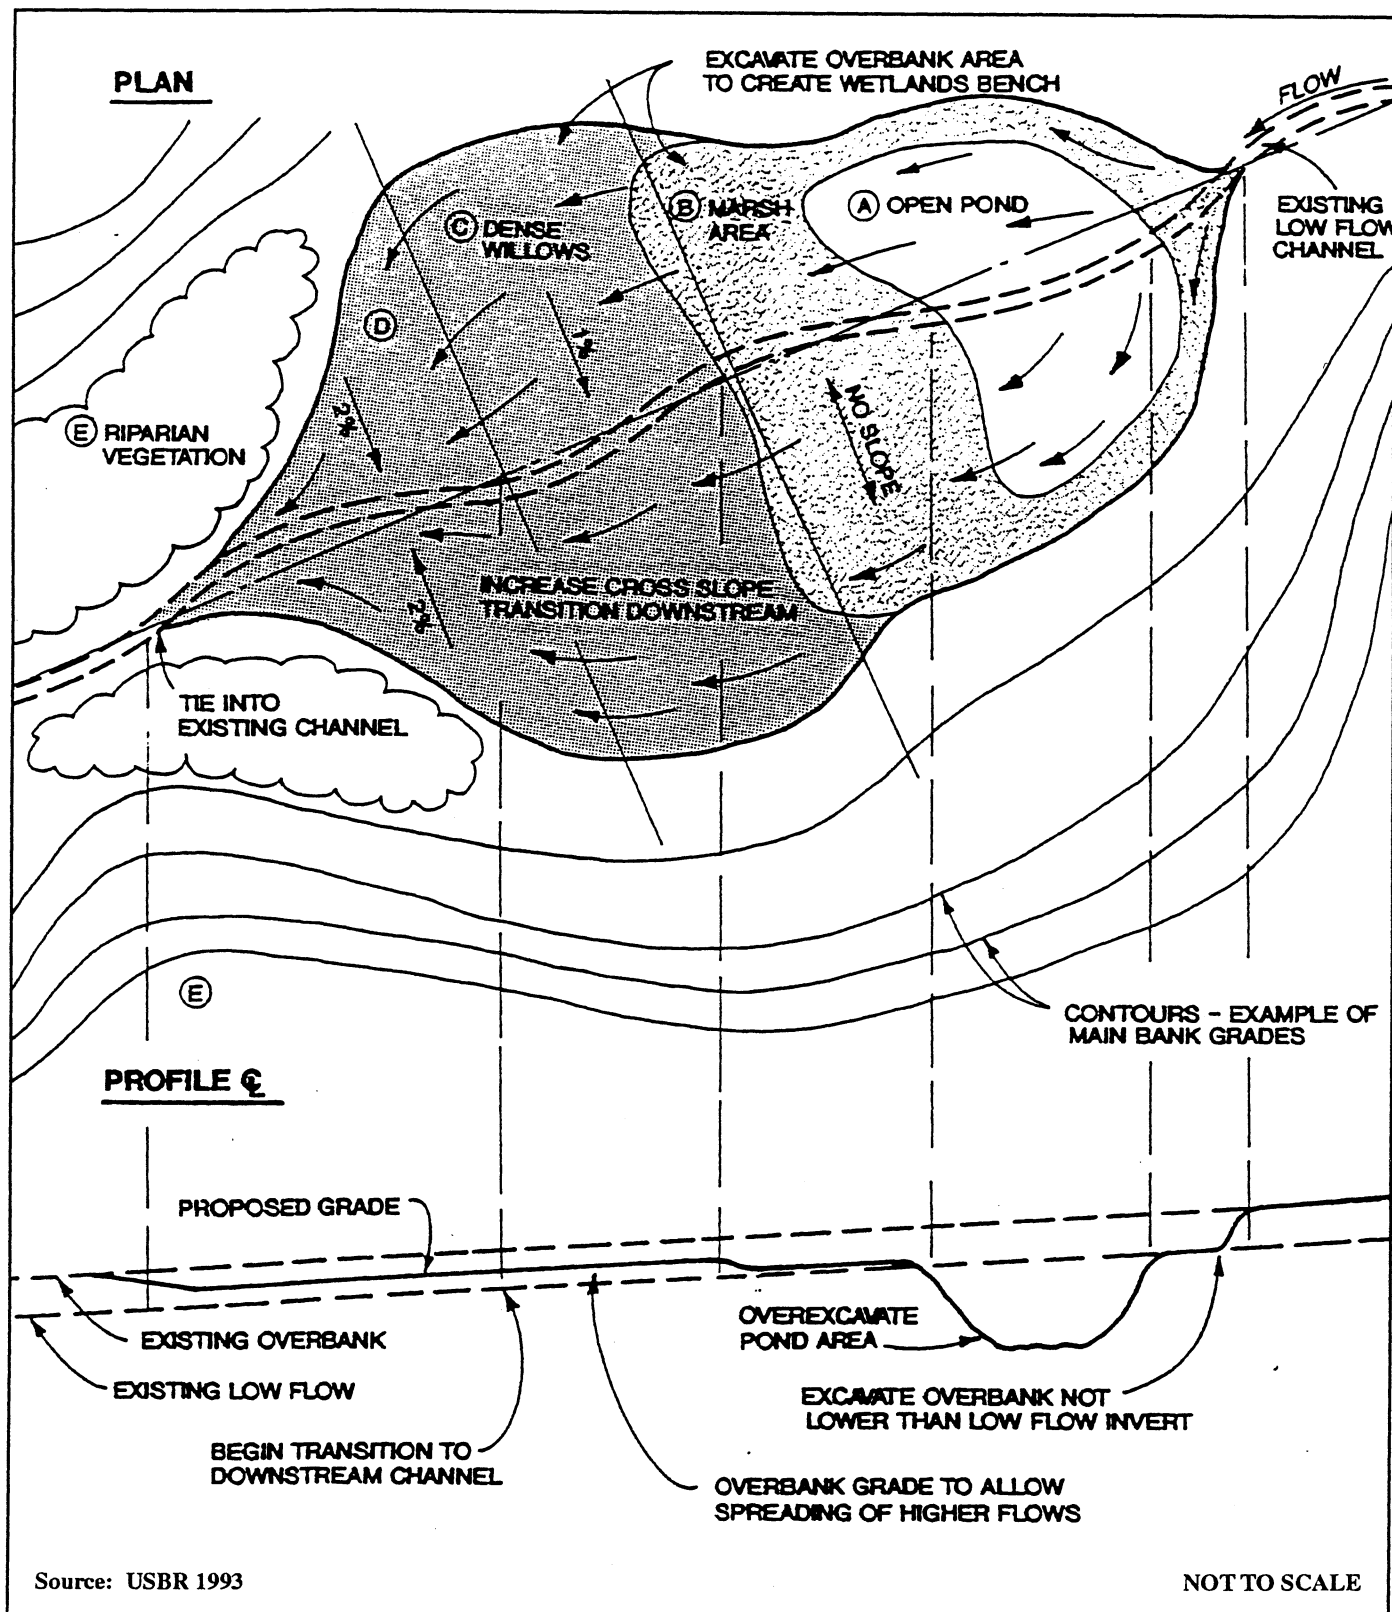 PLAN
EXCAVATE OVERBANK AREA
TO CREATE WETLANDS BENCH
FLOW
EXISTING
LOW FLOW
CHANNEL
A OPEN POND
B MARSH
AREA
C DENSE
WILLOWS
D
1%
2%
NO SLOPE
E RIPARIAN
VEGETATION
2%
INCREASE CROSS SLOPE
TRANSITION DOWNSTREAM
TIE INTO
EXISTING CHANNEL
E
CONTOURS - EXAMPLE OF
MAIN BANK GRADES
PROFILE ℄
PROPOSED GRADE
EXISTING OVERBANK
EXISTING LOW FLOW
OVEREXCAVATE
POND AREA
EXCAVATE OVERBANK NOT
LOWER THAN LOW FLOW INVERT
BEGIN TRANSITION TO
DOWNSTREAM CHANNEL
OVERBANK GRADE TO ALLOW
SPREADING OF HIGHER FLOWS
Source: USBR 1993
NOT TO SCALE